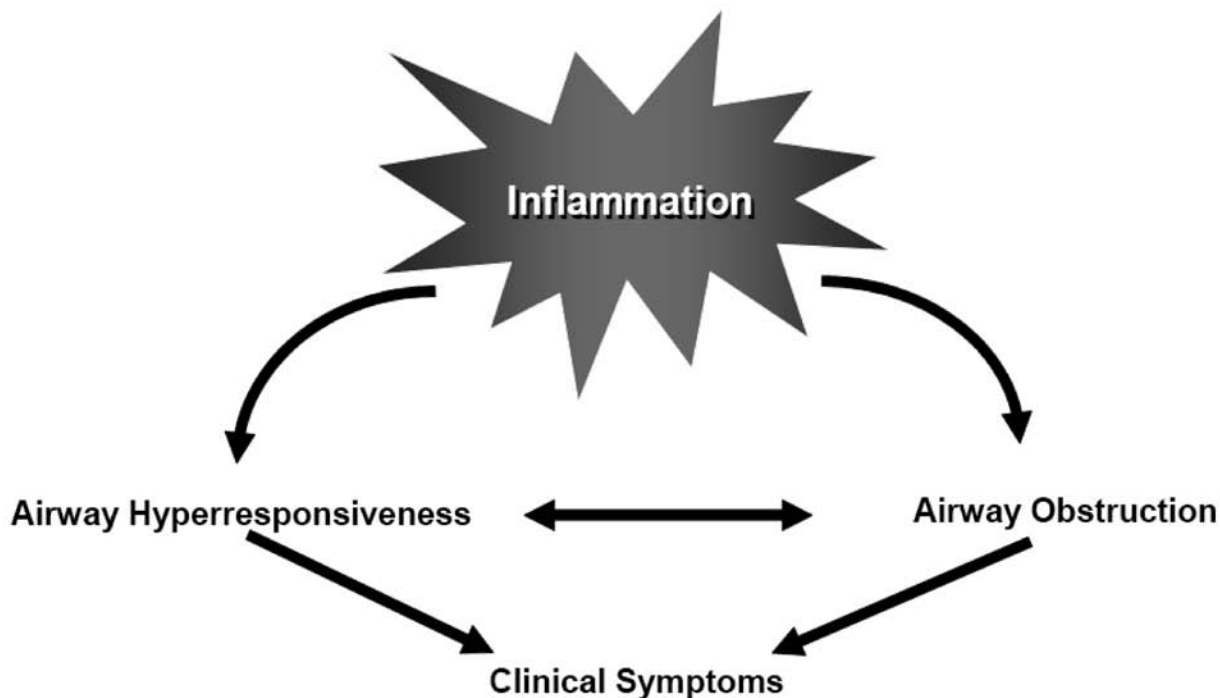 Inflammation
Airway Hyperresponsiveness
Airway Obstruction
Clinical Symptoms